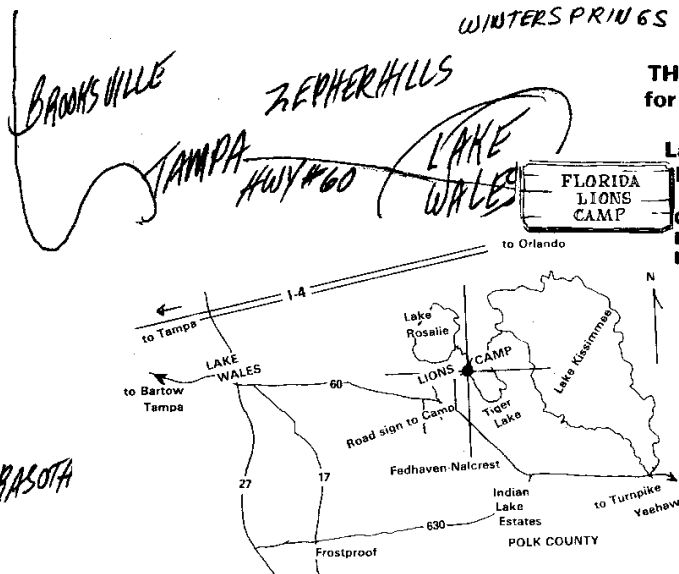 WINTERSPRINGS
BROOKSVILLE
ZEPHERHILLS
TH
for
TAMPA
HWY #60
LAKE
WALES
FLORIDA
LIONS
CAMP
to Orlando
I-4
to Tampa
N
Lake
Rosalie
Lake Kissimmee
LAKE
WALES
LIONS CAMP
to Bartow
Tampa
60
Road sign to Camp
Tiger
Lake
RASOTA
Fedhaven-Nalcrest
27
17
Indian
Lake
Estates
to Turnpike
Yeehaw
630
Frostproof
POLK COUNTY